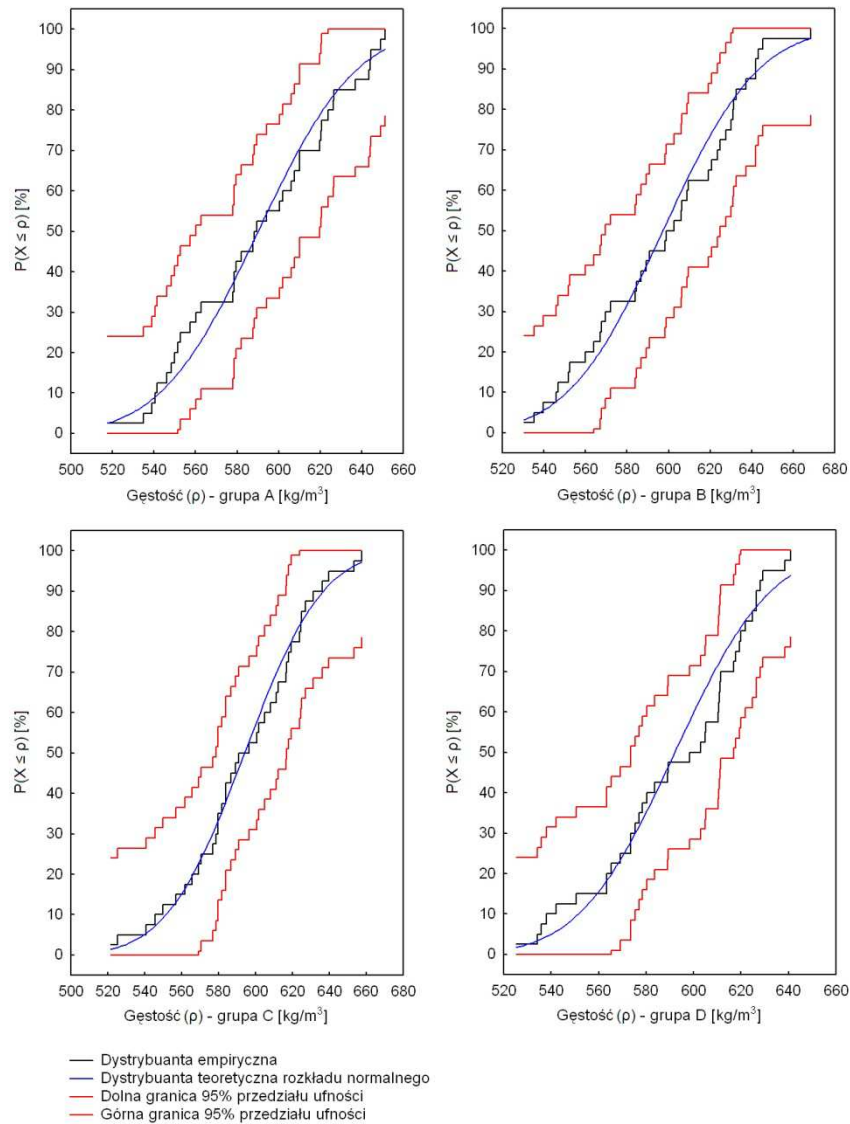 100
90
80
70
60
50
40
30
20
10
0
P(X ≤ ρ) [%]
500 520 540 560 580 600 620 640 660
Gęstość (ρ) - grupa A [kg/m³]
100
90
80
70
60
50
40
30
20
10
0
P(X ≤ ρ) [%]
520 540 560 580 600 620 640 660 680
Gęstość (ρ) - grupa B [kg/m³]
100
90
80
70
60
50
40
30
20
10
0
P(X ≤ ρ) [%]
500 520 540 560 580 600 620 640 660 680
Gęstość (ρ) - grupa C [kg/m³]
100
90
80
70
60
50
40
30
20
10
0
P(X ≤ ρ) [%]
520 540 560 580 600 620 640 660
Gęstość (ρ) - grupa D [kg/m³]
Dystrybuanta empiryczna
Dystrybuanta teoretyczna rozkładu normalnego
Dolna granica 95% przedziału ufności
Górna granica 95% przedziału ufności